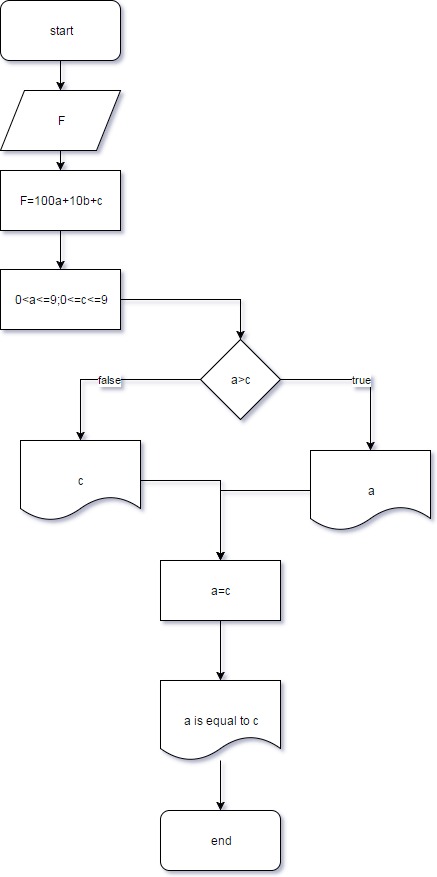 start
F
F=100a+10b+c
0<a<=9;0<=c<=9
a>c
false
true
c
a
a=c
a is equal to c
end